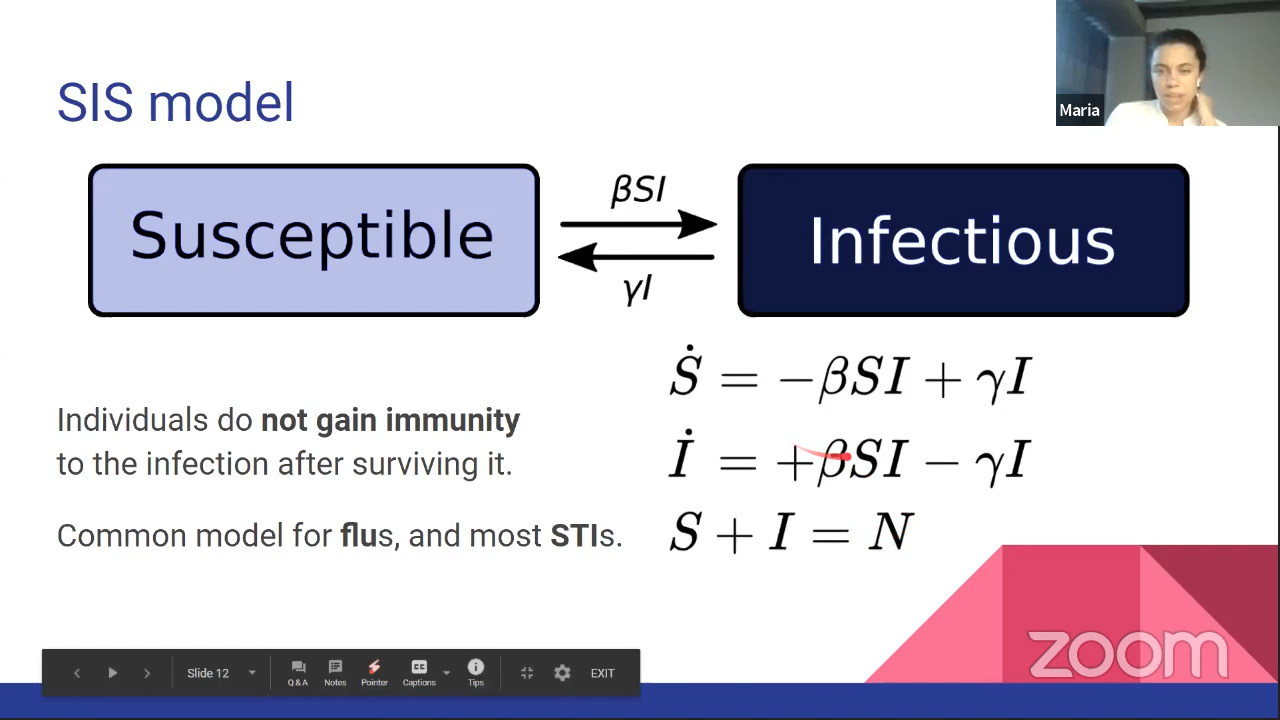 SIS model
Maria
Susceptible
βSI
γI
Infectious
Ṡ = −βSI + γI
İ = +βSI − γI
S + I = N
Individuals do not gain immunity
to the infection after surviving it.
Common model for flus, and most STIs.
zoom
Slide 12
Q & A
Notes
Pointer
CC
Captions
Tips
EXIT